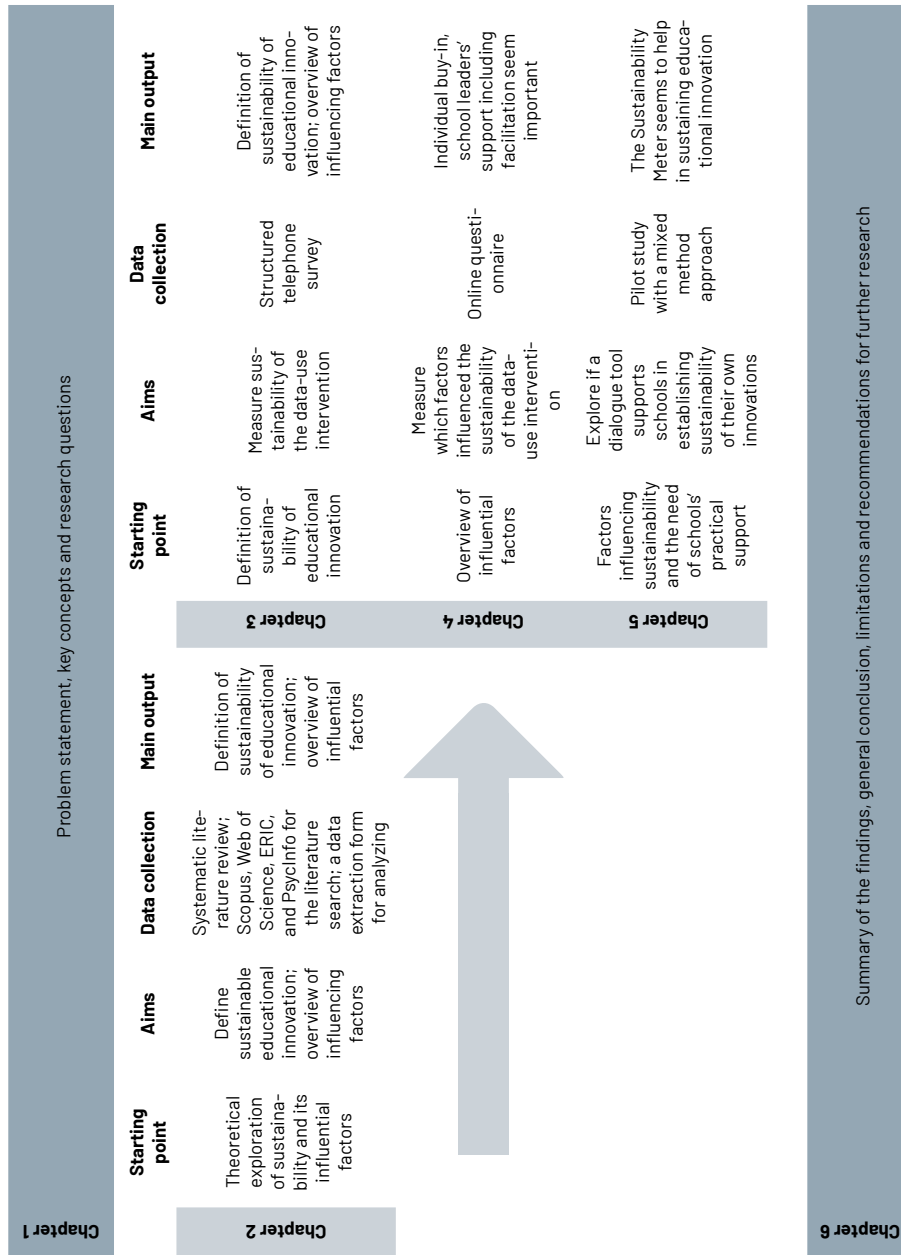 Chapter 1
Problem statement, key concepts and research questions
Starting
point
Aims
Data collection
Main output
Chapter 2
Theoretical
exploration
of sustaina-
bility and its
influential
factors
Define
sustainable
educational
innovation;
overview of
influencing
factors
Systematic lite-
rature review;
Scopus, Web of
Science, ERIC,
and PsycInfo for
the literature
search; a data
extraction form
for analyzing
Definition of
sustainability
of educational
innovation;
overview of
influential
factors
Starting
point
Aims
Data
collection
Main output
Chapter 3
Definition of
sustaina-
bility of
educational
innovation
Measure sus-
tainability of
the data-use
intervention
Structured
telephone
survey
Definition of
sustainability of
educational inno-
vation; overview of
influencing factors
Chapter 4
Overview of
influential
factors
Measure
which factors
influenced the
sustainability
of the data-
use interventi-
on
Online questi-
onnaire
Individual buy-in,
school leaders’
support including
facilitation seem
important
Chapter 5
Factors
influencing
sustainability
and the need
of schools’
practical
support
Explore if a
dialogue tool
supports
schools in
establishing
sustainability
of their own
innovations
Pilot study
with a mixed
method
approach
The Sustainability
Meter seems to help
in sustaining educa-
tional innovation
Chapter 6
Summary of the findings, general conclusion, limitations and recommendations for further research